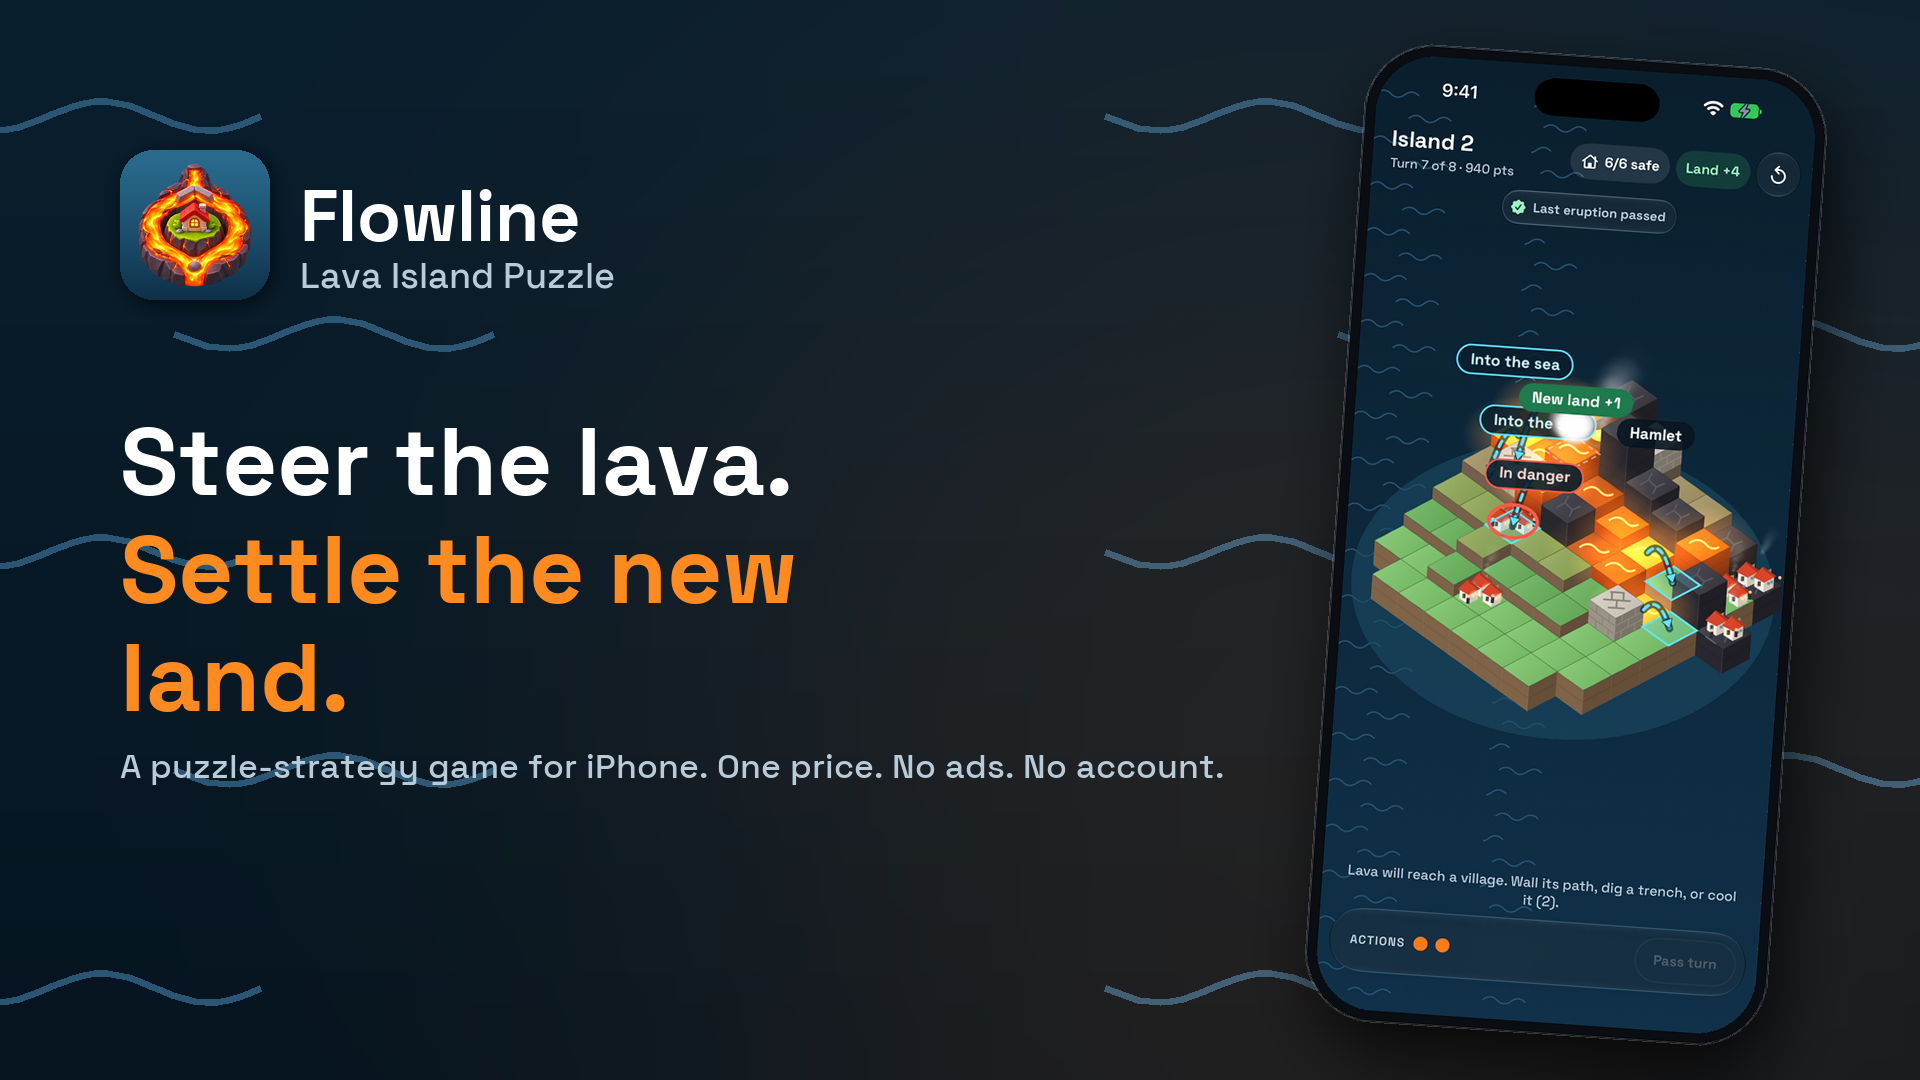 Flowline
Lava Island Puzzle
Steer the lava.
Settle the new
land.
A puzzle-strategy game for iPhone. One price. No ads. No account.
9:41
Island 2
Turn 7 of 8 · 940 pts
6/6 safe
Land +4
Last eruption passed
Into the sea
New land +1
Into the
Hamlet
In danger
Lava will reach a village. Wall its path, dig a trench, or cool
it (2).
ACTIONS
Pass turn